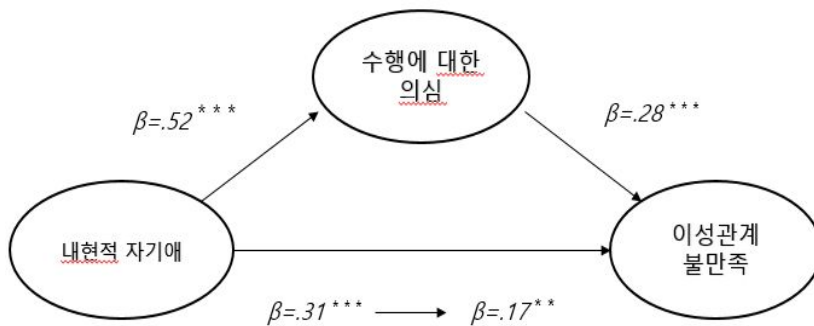 수행에 대한
의심
β=.52***
β=.28***
내현적 자기애
이성관계
불만족
β=.31*** → β=.17**